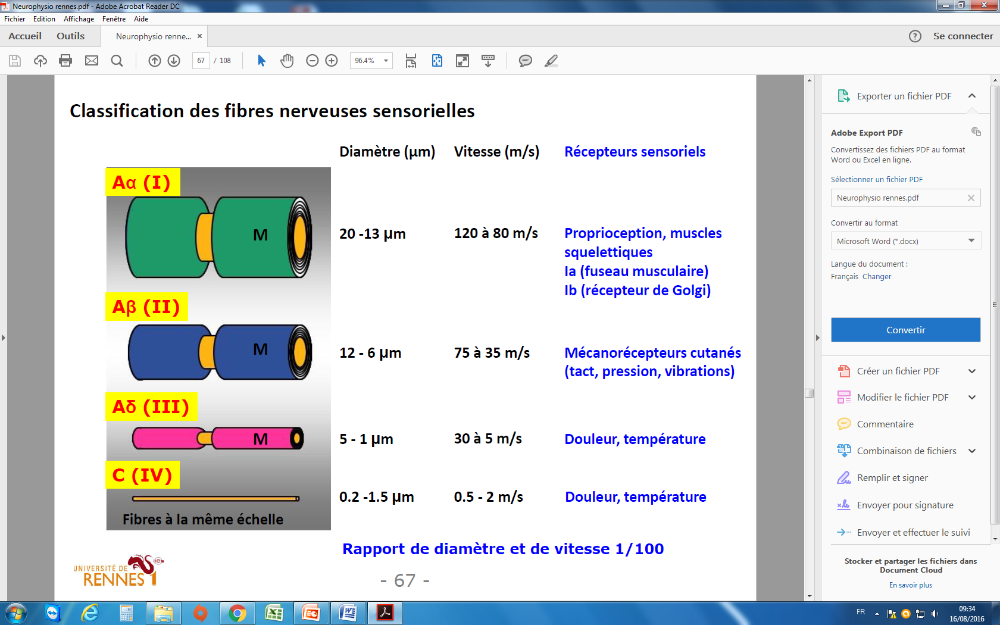 Neurophysio rennes.pdf - Adobe Acrobat Reader DC
Fichier Edition Affichage Fenêtre Aide
Accueil Outils Neurophysio renne... × ? Se connecter
67 / 108 96.4%
Classification des fibres nerveuses sensorielles
Diamètre (µm) Vitesse (m/s) Récepteurs sensoriels
Aα (I)
M
20 -13 µm 120 à 80 m/s Proprioception, muscles
squelettiques
Ia (fuseau musculaire)
Ib (récepteur de Golgi)
Aβ (II)
M
12 - 6 µm 75 à 35 m/s Mécanorécepteurs cutanés
(tact, pression, vibrations)
Aδ (III)
M
5 - 1 µm 30 à 5 m/s Douleur, température
C (IV)
0.2 -1.5 µm 0.5 - 2 m/s Douleur, température
Fibres à la même échelle
Rapport de diamètre et de vitesse 1/100
UNIVERSITÉ DE
RENNES 1
ueb
- 67 -
Exporter un fichier PDF
Adobe Export PDF
Convertissez des fichiers PDF au format
Word ou Excel en ligne.
Sélectionner un fichier PDF
Neurophysio rennes.pdf
Convertir au format
Microsoft Word (*.docx)
Langue du document :
Français Changer
Convertir
Créer un fichier PDF
Modifier le fichier PDF
Commentaire
Combinaison de fichiers
Remplir et signer
Envoyer pour signature
Envoyer et effectuer le suivi
Stocker et partager les fichiers dans
Document Cloud
En savoir plus
FR
09:34
16/08/2016